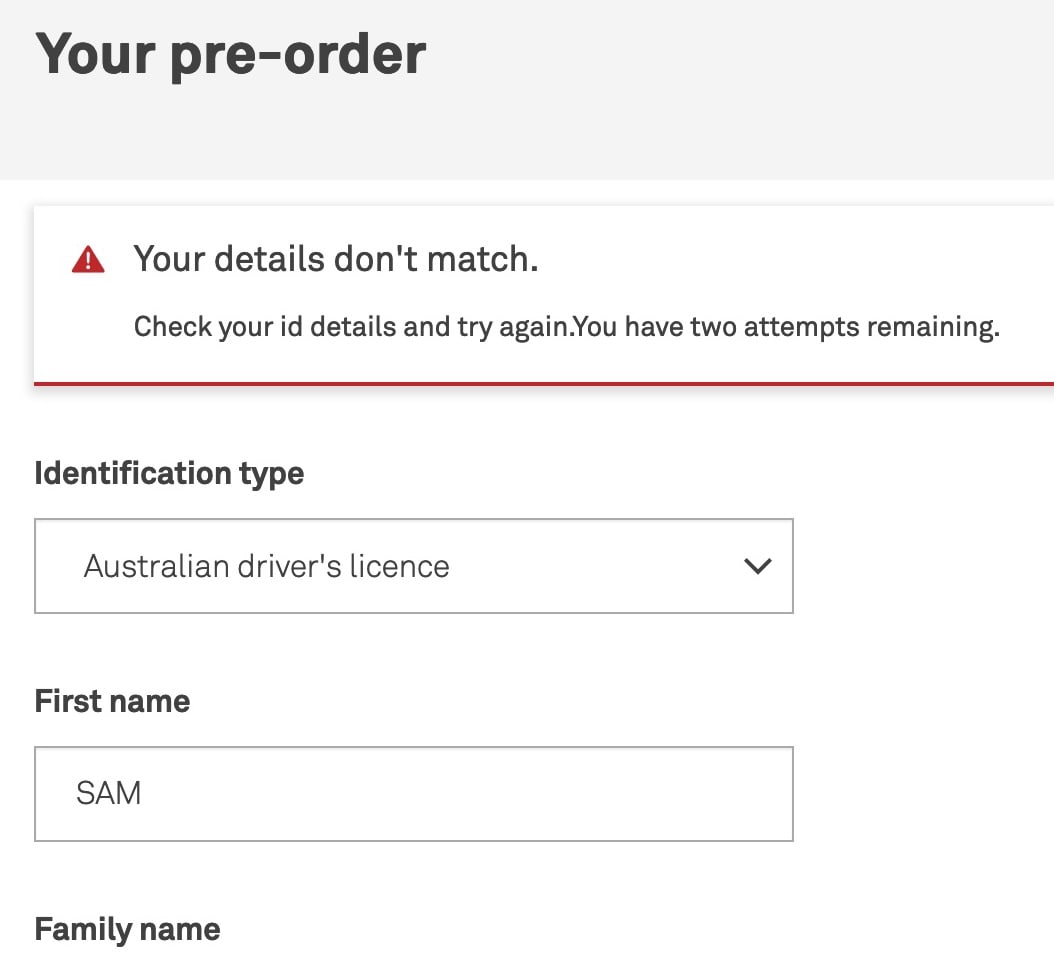 Your pre-order
Your details don't match.
Check your id details and try again.You have two attempts remaining.
Identification type
Australian driver's licence
First name
SAM
Family name